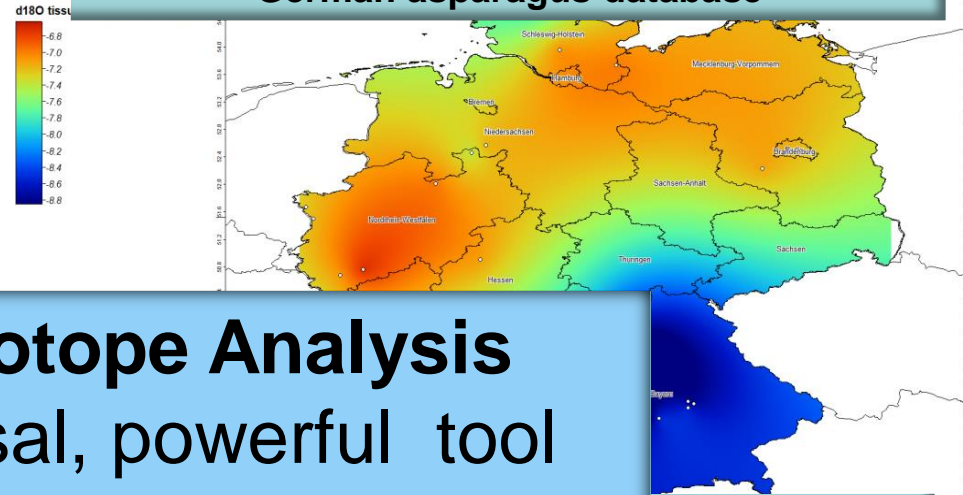 German asparagus database
d18O tissu
-6.8
-7.0
-7.2
-7.4
-7.6
-7.8
-8.0
-8.2
-8.4
-8.6
-8.8
Schleswig-Holstein
Hamburg
Mecklenburg-Vorpommern
Bremen
Niedersachsen
Brandenburg
Sachsen-Anhalt
Nordrhein-Westfalen
Sachsen
Thüringen
Hessen
otope Analysis
sal, powerful tool
ayern